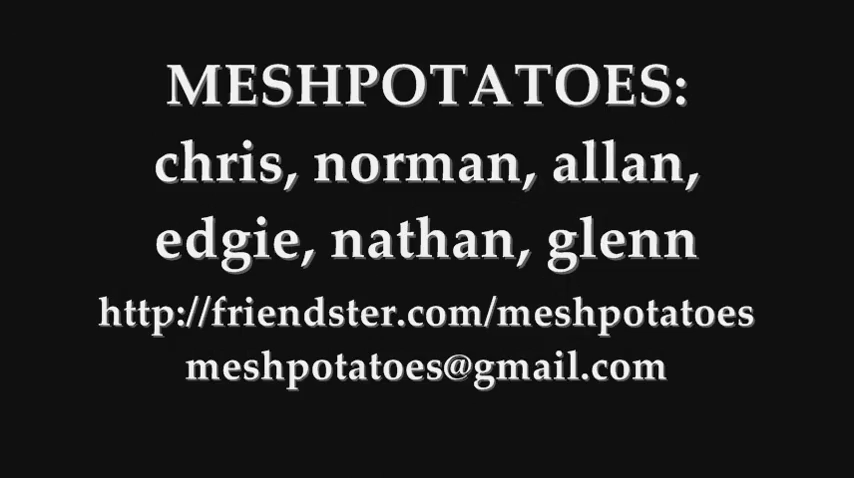 MESHPOTATOES:
chris, norman, allan,
edgie, nathan, glenn
http://friendster.com/meshpotatoes
meshpotatoes@gmail.com